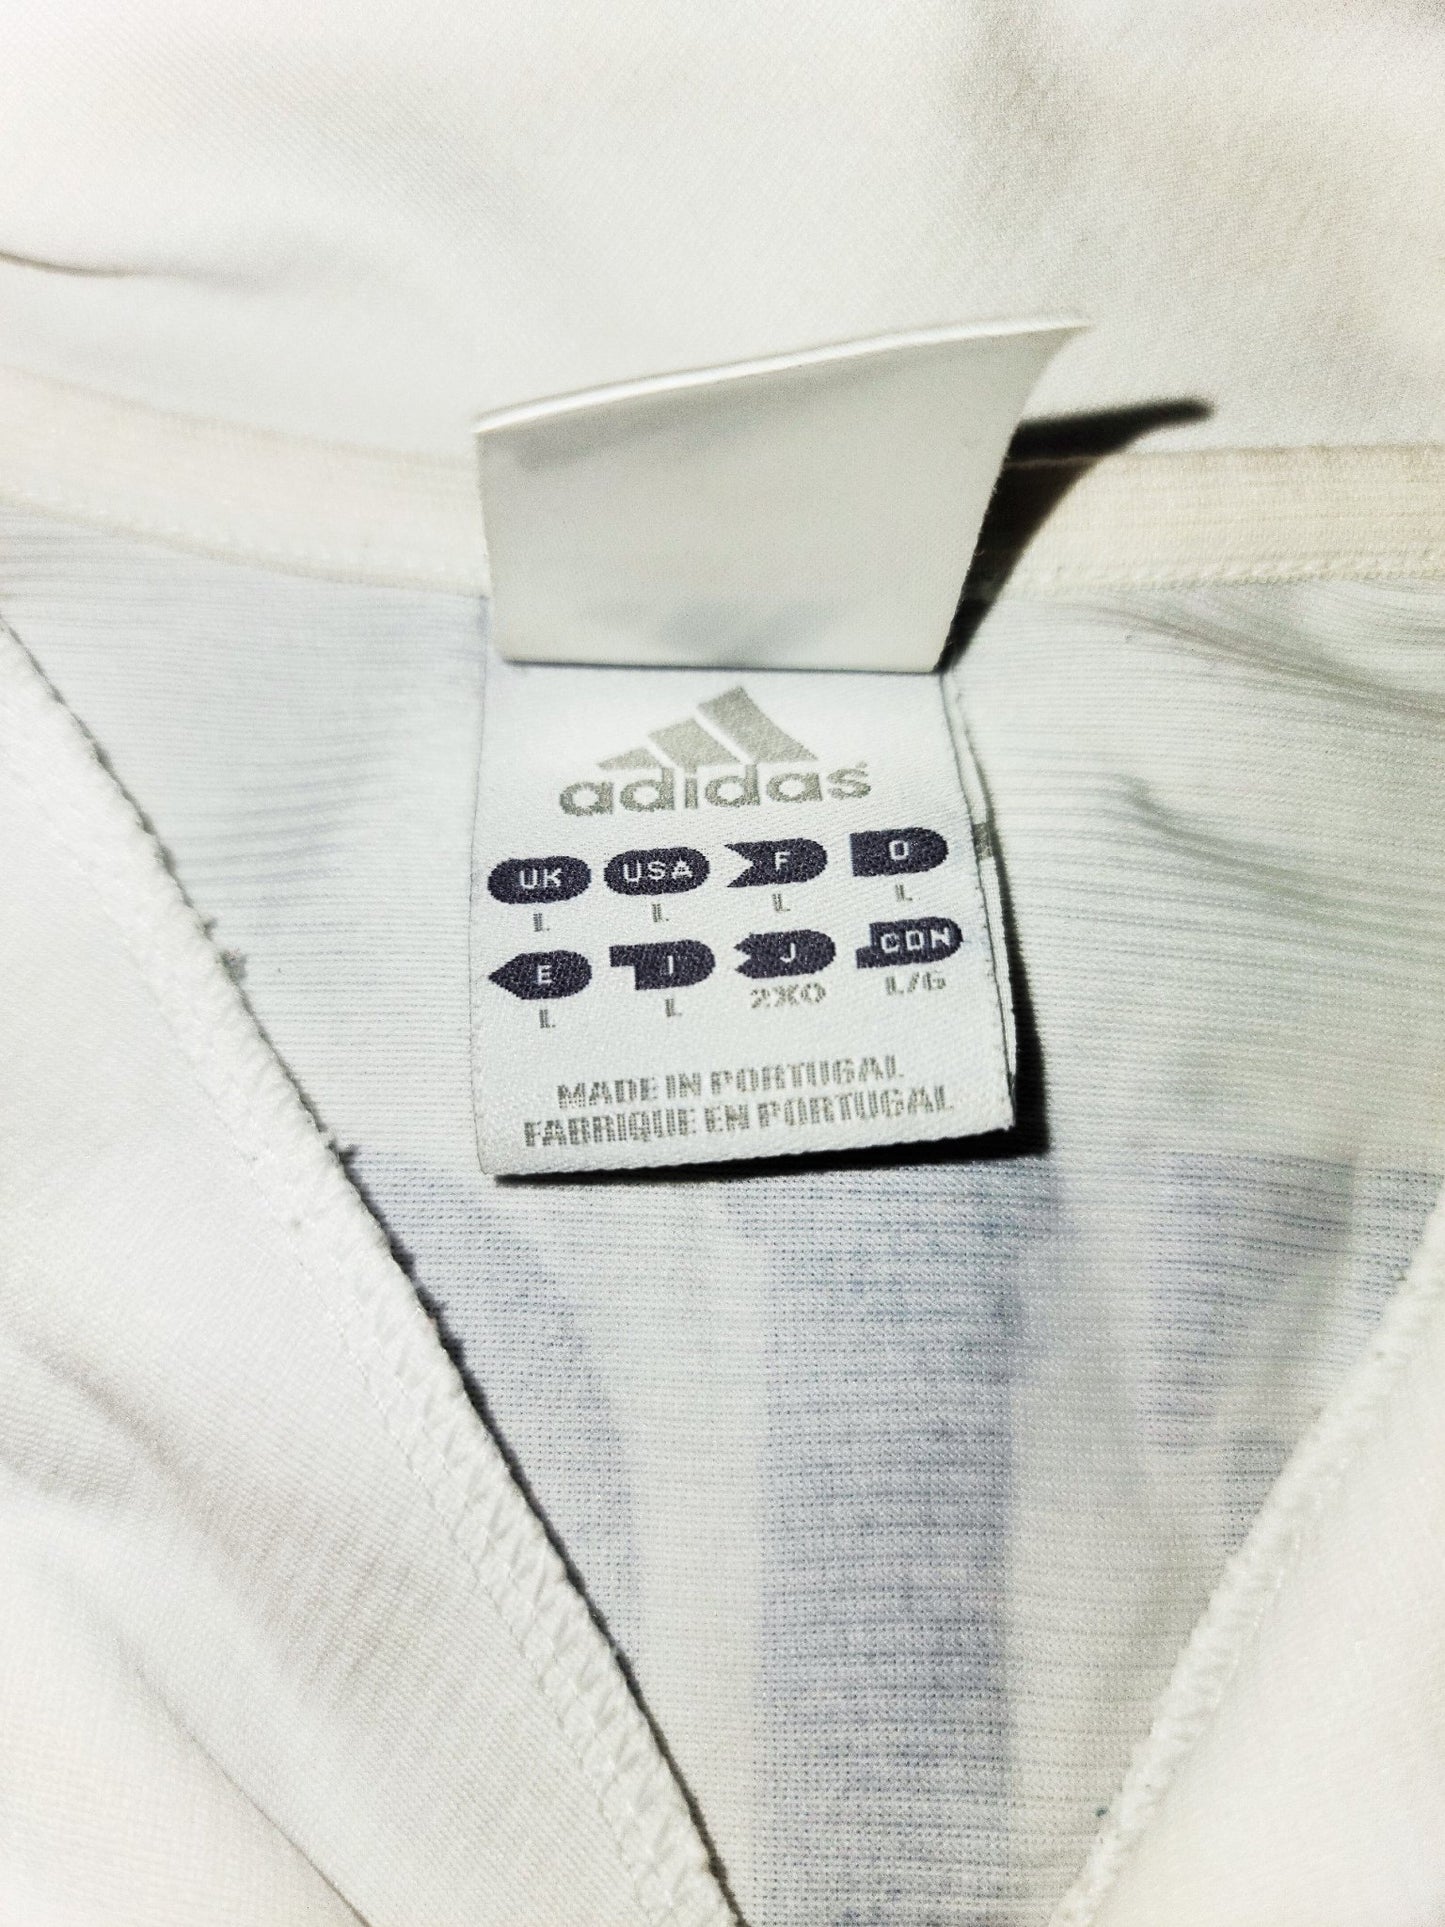 adidas
UK USA F D
L L L L
E I J CDN
L L 2XO L/G
MADE IN PORTUGAL
FABRIQUE EN PORTUGAL